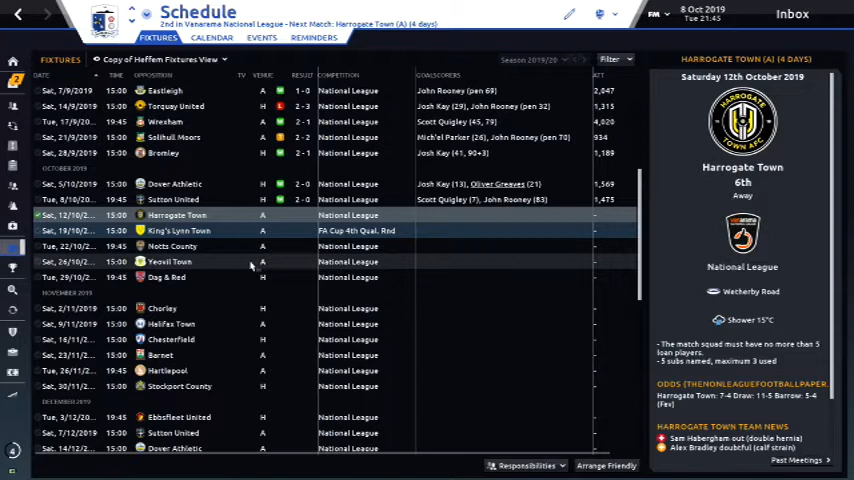 Schedule
2nd in Vanarama National League - Next Match: Harrogate Town (A) (4 days)
FM
8 Oct 2019
Tue 21:45
Inbox
FIXTURES CALENDAR EVENTS REMINDERS
FIXTURES Copy of Heffem Fixtures View Season 2019/20 Filter
DATE TIME OPPOSITION TV VENUE RESULT COMPETITION GOALSCORERS ATT
Sat, 7/9/2019 15:00 Eastleigh H W 1-0 National League John Rooney (pen 69) 2,047
Sat, 14/9/2019 15:00 Torquay United H L 2-3 National League Josh Kay (29), John Rooney (pen 32) 1,315
Tue, 17/9/2019 19:45 Wrexham A W 2-1 National League Scott Quigley (45, 79) 4,020
Sat, 21/9/2019 15:00 Solihull Moors A 2-2 National League Mich'el Parker (26), John Rooney (pen 70) 934
Sat, 28/9/2019 15:00 Bromley H W 2-1 National League Josh Kay (41, 90+3) 1,189
OCTOBER 2019
Sat, 5/10/2019 15:00 Dover Athletic H W 2-0 National League Josh Kay (13), Oliver Greaves (21) 1,569
Tue, 8/10/2019 19:45 Sutton United H W 2-0 National League Scott Quigley (7), John Rooney (83) 1,475
Sat, 12/10/2... 15:00 Harrogate Town A National League -
Sat, 19/10/2... 15:00 King's Lynn Town A FA Cup 4th Qual. Rnd -
Tue, 22/10/2... 19:45 Notts County A National League -
Sat, 26/10/2... 15:00 Yeovil Town A National League -
Tue, 29/10/2... 19:45 Dag & Red H National League -
NOVEMBER 2019
Sat, 2/11/2019 15:00 Chorley H National League -
Sat, 9/11/2019 15:00 Halifax Town A National League -
Sat, 16/11/2... 15:00 Chesterfield H National League -
Sat, 23/11/2... 15:00 Barnet A National League -
Tue, 26/11/2... 19:45 Hartlepool A National League -
Sat, 30/11/2... 15:00 Stockport County H National League -
DECEMBER 2019
Tue, 3/12/2019 19:45 Ebbsfleet United H National League -
Sat, 7/12/2019 15:00 Sutton United A National League -
Sat, 14/12/2... 15:00 Dover Athletic A National League -
Responsibilities Arrange Friendly
HARROGATE TOWN (A) (4 DAYS)
Saturday 12th October 2019
HARROGATE
TOWN AFC
Harrogate Town
6th
Away
vanarama
National League
Wetherby Road
Shower 15°C
- The match squad must have no more than 5 loan players.
- 5 subs named, maximum 3 used
ODDS (THENONLEAGUEFOOTBALLPAPER.
Harrogate Town: 7-4 Draw: 11-5 Barrow: 5-4
(Fav)
HARROGATE TOWN TEAM NEWS
Sam Habergham out (double hernia)
Alex Bradley doubtful (calf strain)
Past Meetings >
2
4